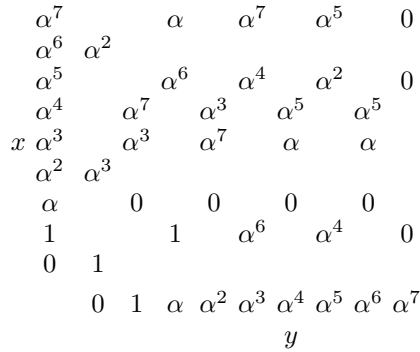 α⁷ α α⁷ α⁵ 0
α⁶ α²
α⁵ α⁶ α⁴ α² 0
α⁴ α⁷ α³ α⁵ α⁵
x α³ α³ α⁷ α α
α² α³
α 0 0 0 0
1 1 α⁶ α⁴ 0
0 1
0 1 α α² α³ α⁴ α⁵ α⁶ α⁷
y